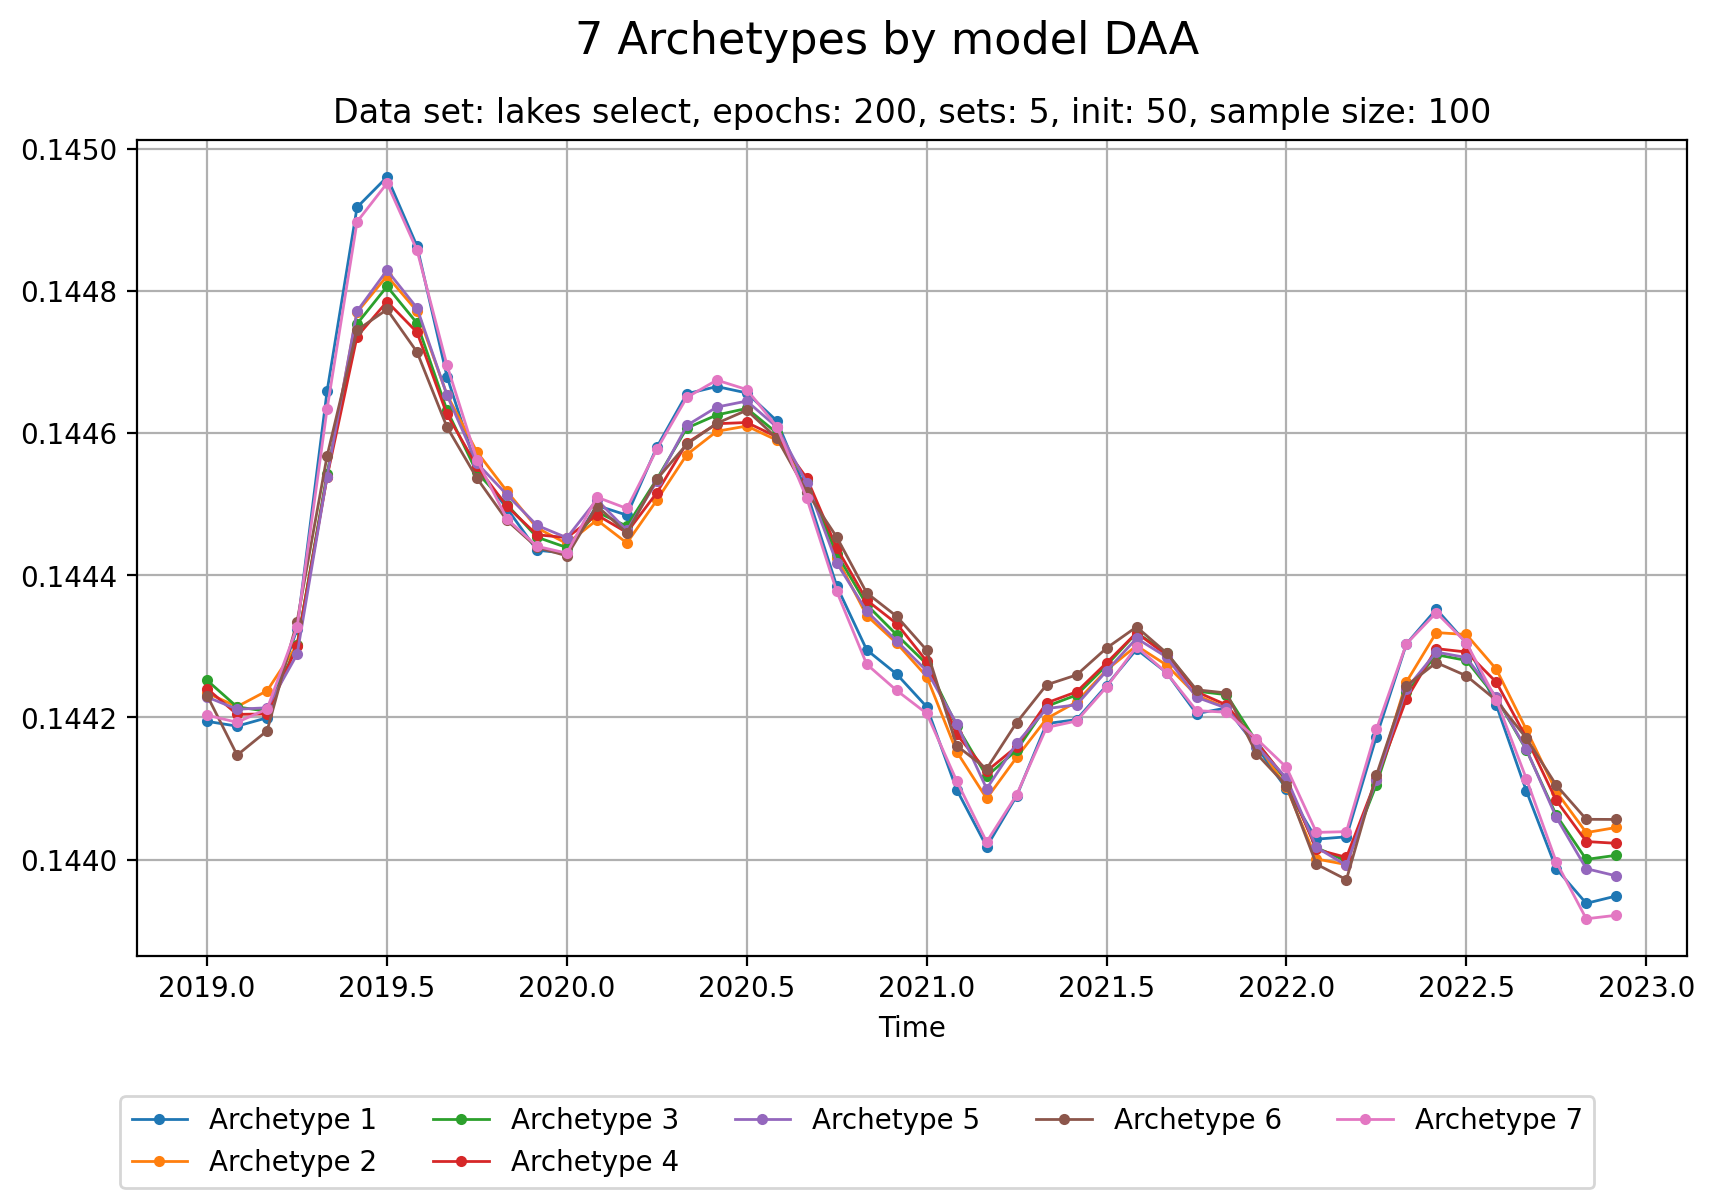 7 Archetypes by model DAA
Data set: lakes select, epochs: 200, sets: 5, init: 50, sample size: 100
0.1450
0.1448
0.1446
0.1444
0.1442
0.1440
2019.0 2019.5 2020.0 2020.5 2021.0 2021.5 2022.0 2022.5 2023.0
Time
Archetype 1 Archetype 3 Archetype 5 Archetype 6 Archetype 7
Archetype 2 Archetype 4